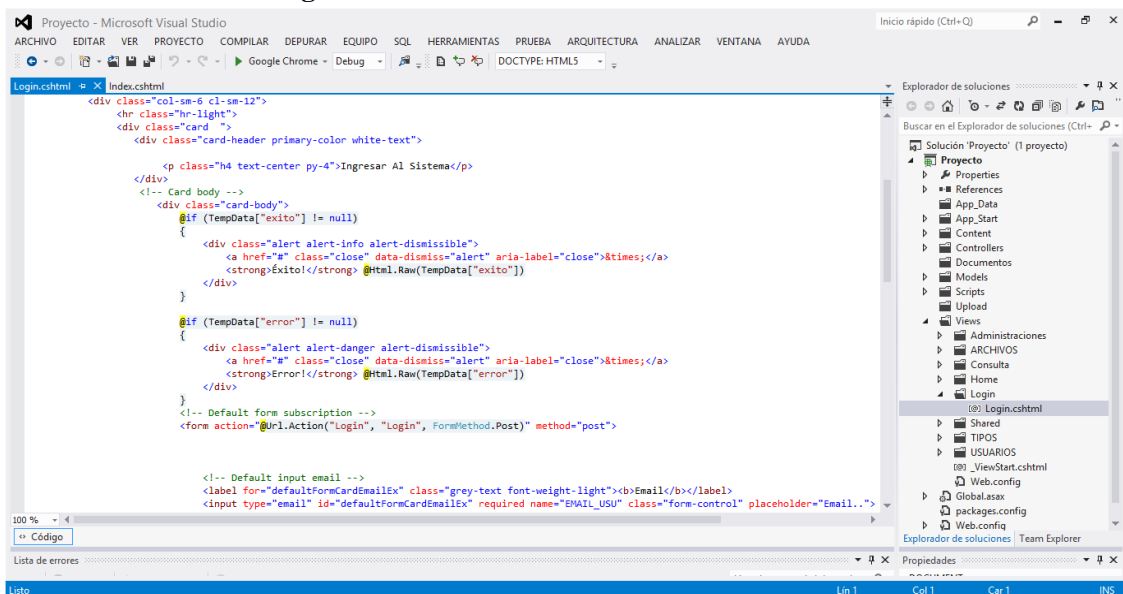 Proyecto - Microsoft Visual Studio
Inicio rápido (Ctrl+Q)
ARCHIVO EDITAR VER PROYECTO COMPILAR DEPURAR EQUIPO SQL HERRAMIENTAS PRUEBA ARQUITECTURA ANALIZAR VENTANA AYUDA
Google Chrome Debug DOCTYPE: HTML5
Login.cshtml Index.cshtml
<div class="col-sm-6 cl-sm-12">
<hr class="hr-light">
<div class="card ">
<div class="card-header primary-color white-text">
<p class="h4 text-center py-4">Ingresar Al Sistema</p>
</div>
<!-- Card body -->
<div class="card-body">
@if (TempData["exito"] != null)
{
<div class="alert alert-info alert-dismissible">
<a href="#" class="close" data-dismiss="alert" aria-label="close">&times;</a>
<strong>Éxito!</strong> @Html.Raw(TempData["exito"])
</div>
}
@if (TempData["error"] != null)
{
<div class="alert alert-danger alert-dismissible">
<a href="#" class="close" data-dismiss="alert" aria-label="close">&times;</a>
<strong>Error!</strong> @Html.Raw(TempData["error"])
</div>
}
<!-- Default form subscription -->
<form action="@Url.Action("Login", "Login", FormMethod.Post)" method="post">
<!-- Default input email -->
<label for="defaultFormCardEmailEx" class="grey-text font-weight-light"><b>Email</b></label>
<input type="email" id="defaultFormCardEmailEx" required name="EMAIL_USU" class="form-control" placeholder="Email..">
100 %
Código
Lista de errores
Explorador de soluciones
Buscar en el Explorador de soluciones (Ctrl+
Solución 'Proyecto' (1 proyecto)
Proyecto
Properties
References
App_Data
App_Start
Content
Controllers
Documentos
Models
Scripts
Upload
Views
Administraciones
ARCHIVOS
Consulta
Home
Login
Login.cshtml
Shared
TIPOS
USUARIOS
_ViewStart.cshtml
Web.config
Global.asax
packages.config
Web.config
Explorador de soluciones Team Explorer
Propiedades
Listo Lín 1 Col 1 Car 1 INS